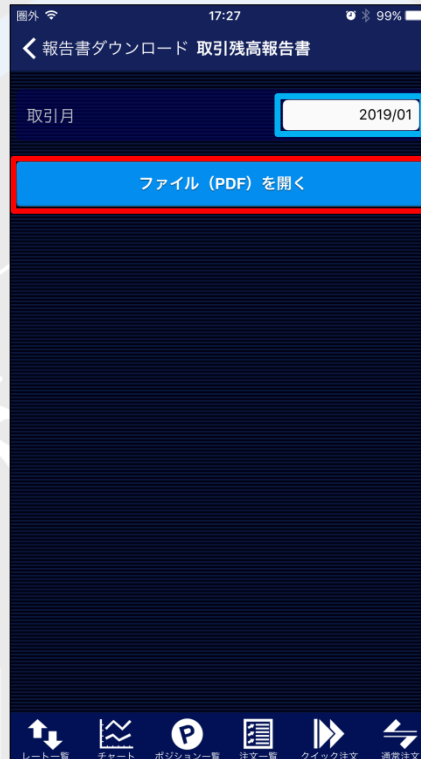 圏外 17:27 99%
報告書ダウンロード 取引残高報告書
取引月 2019/01
ファイル（PDF）を開く
レート一覧 チャート ポジション一覧 注文一覧 クイック注文 通常注文